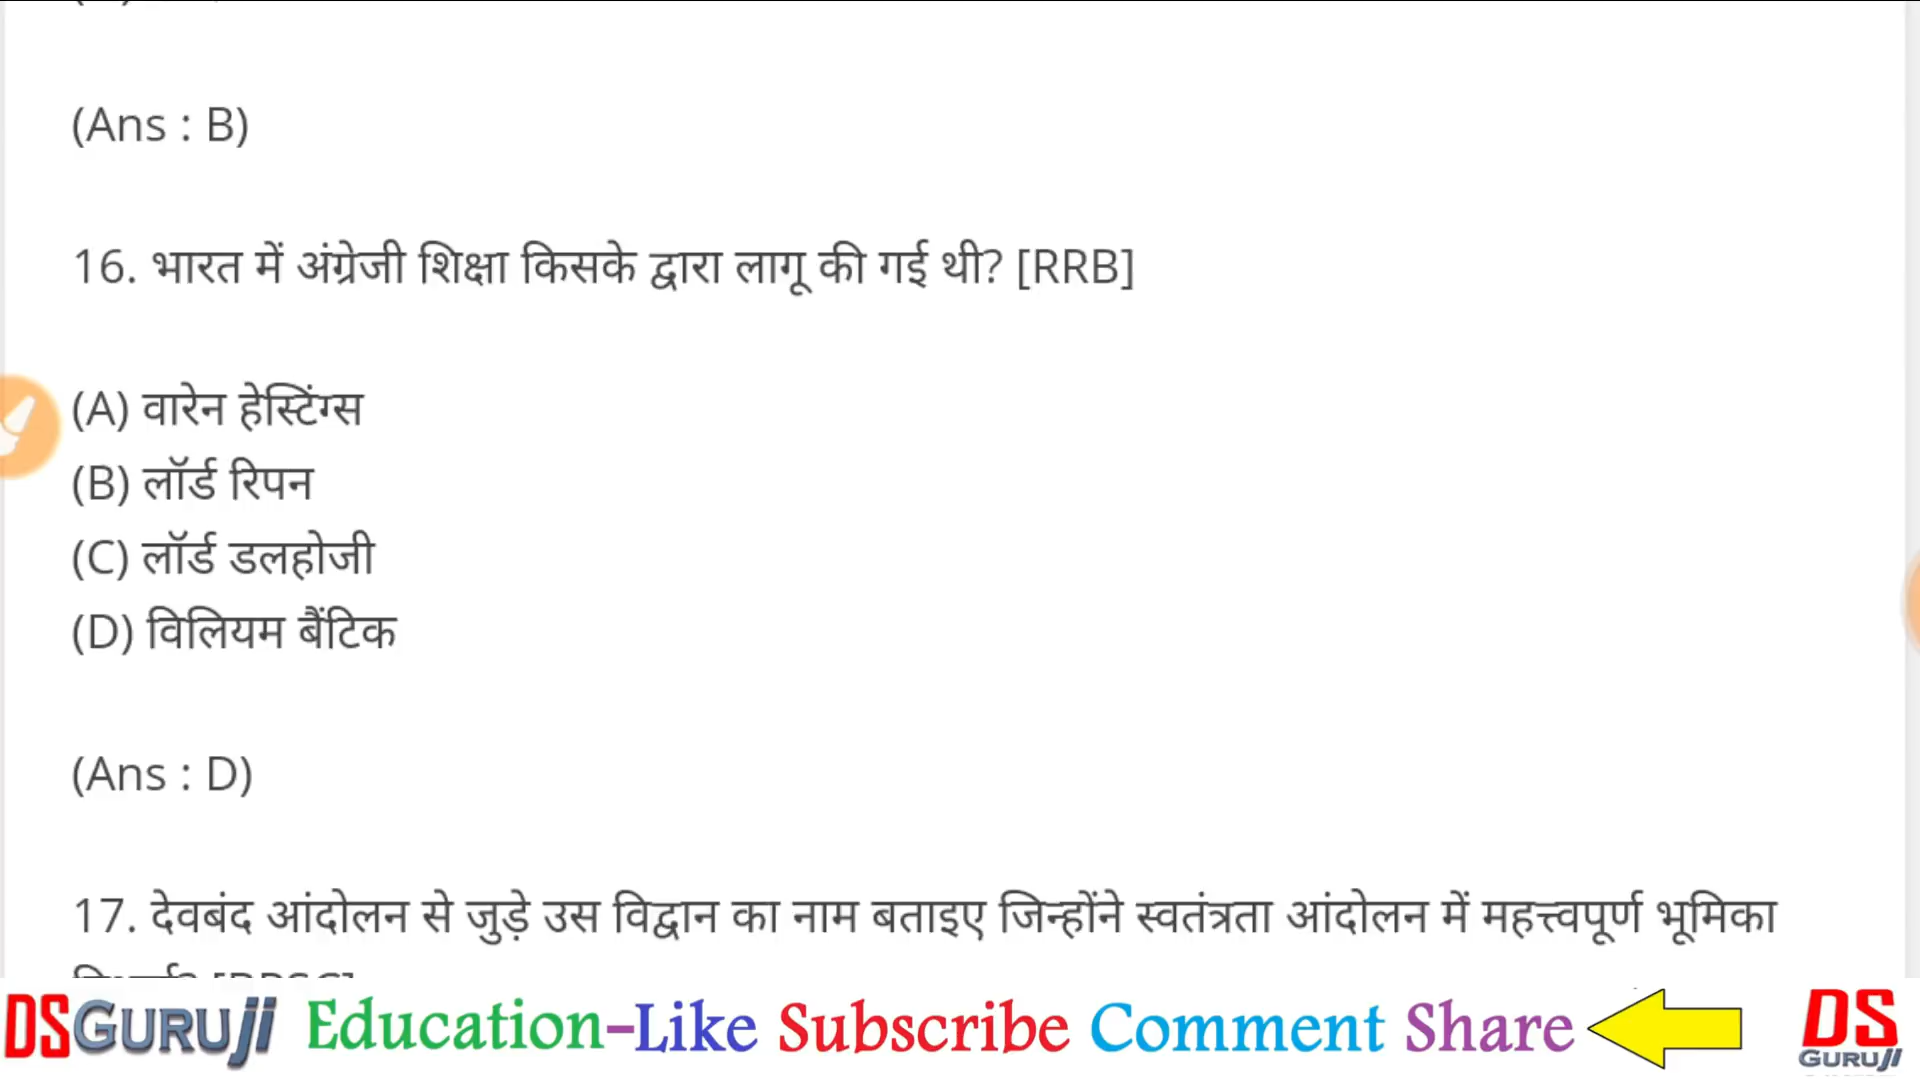 (Ans : B)
16. भारत में अंग्रेजी शिक्षा किसके द्वारा लागू की गई थी? [RRB]
(A) वारेन हेस्टिंग्स
(B) लॉर्ड रिपन
(C) लॉर्ड डलहोजी
(D) विलियम बैंटिक
(Ans : D)
17. देवबंद आंदोलन से जुड़े उस विद्वान का नाम बताइए जिन्होंने स्वतंत्रता आंदोलन में महत्त्वपूर्ण भूमिका
DSGURUJI Education-Like Subscribe Comment Share DS
GURUJI